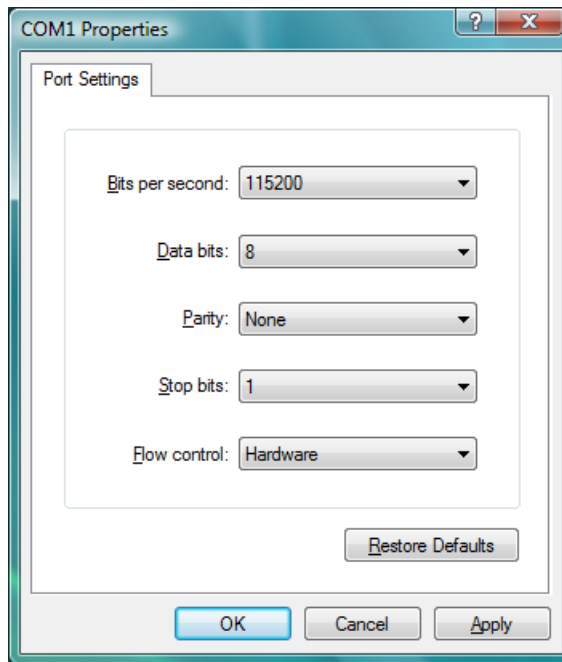 COM1 Properties
Port Settings
Bits per second: 115200
Data bits: 8
Parity: None
Stop bits: 1
Flow control: Hardware
Restore Defaults
OK Cancel Apply